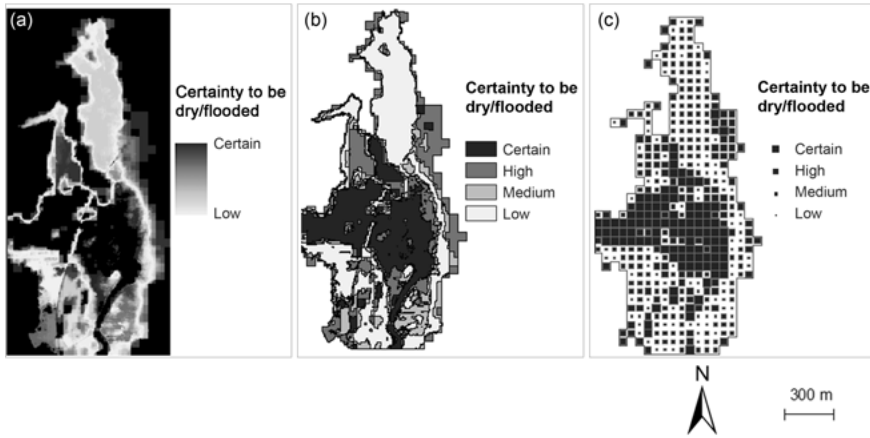 (a)
Certainty to be
dry/flooded
Certain
Low
(b)
Certainty to be
dry/flooded
Certain
High
Medium
Low
(c)
Certainty to be
dry/flooded
Certain
High
Medium
Low
N
300 m